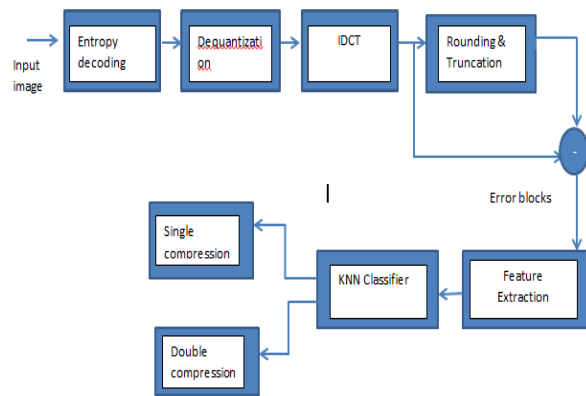 Input
image
Entropy
decoding
Dequantizati
on
IDCT
Rounding &
Truncation
-
Error blocks
Feature
Extraction
KNN Classifier
Single
compression
Double
compression